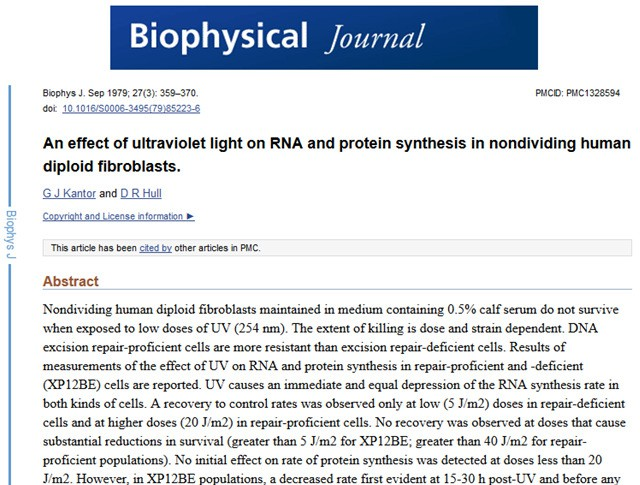 Biophysical Journal
Biophys J. Sep 1979; 27(3): 359–370. PMCID: PMC1328594
doi: 10.1016/S0006-3495(79)85223-6
An effect of ultraviolet light on RNA and protein synthesis in nondividing human
diploid fibroblasts.
G J Kantor and D R Hull
Copyright and License information ►
Biophys J
This article has been cited by other articles in PMC.
Abstract
Nondividing human diploid fibroblasts maintained in medium containing 0.5% calf serum do not survive
when exposed to low doses of UV (254 nm). The extent of killing is dose and strain dependent. DNA
excision repair-proficient cells are more resistant than excision repair-deficient cells. Results of
measurements of the effect of UV on RNA and protein synthesis in repair-proficient and -deficient
(XP12BE) cells are reported. UV causes an immediate and equal depression of the RNA synthesis rate in
both kinds of cells. A recovery to control rates was observed only at low (5 J/m2) doses in repair-deficient
cells and at higher doses (20 J/m2) in repair-proficient cells. No recovery was observed at doses that cause
substantial reductions in survival (greater than 5 J/m2 for XP12BE; greater than 40 J/m2 for repair-
proficient populations). No initial effect on rate of protein synthesis was detected at doses less than 20
J/m2. However, in XP12BE populations, a decreased rate first evident at 15-30 h post-UV and before any